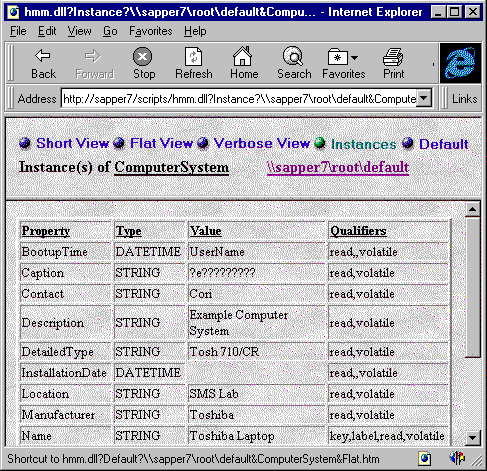 hmm.dll?Instance?\\sapper7\root\default&Compu... - Internet Explorer
File Edit View Go Favorites Help
Back Forward Stop Refresh Home Search Favorites Print
Address http://sapper7/scripts/hmm.dll?Instance?\\sapper7\root\default&Compute Links
Short View Flat View Verbose View Instances Default
Instance(s) of ComputerSystem \\sapper7\root\default
Property Type Value Qualifiers
BootupTime DATETIME UserName read,,volatile
Caption STRING ?e????????? read,volatile
Contact STRING Cori read,volatile
Description STRING Example Computer System read,volatile
DetailedType STRING Tosh 710/CR read,volatile
InstallationDate DATETIME read,,volatile
Location STRING SMS Lab read,volatile
Manufacturer STRING Toshiba read,volatile
Name STRING Toshiba Laptop key,label,read,volatile
Shortcut to hmm.dll?Default?\\sapper7\root\default&ComputerSystem&Flat.htm